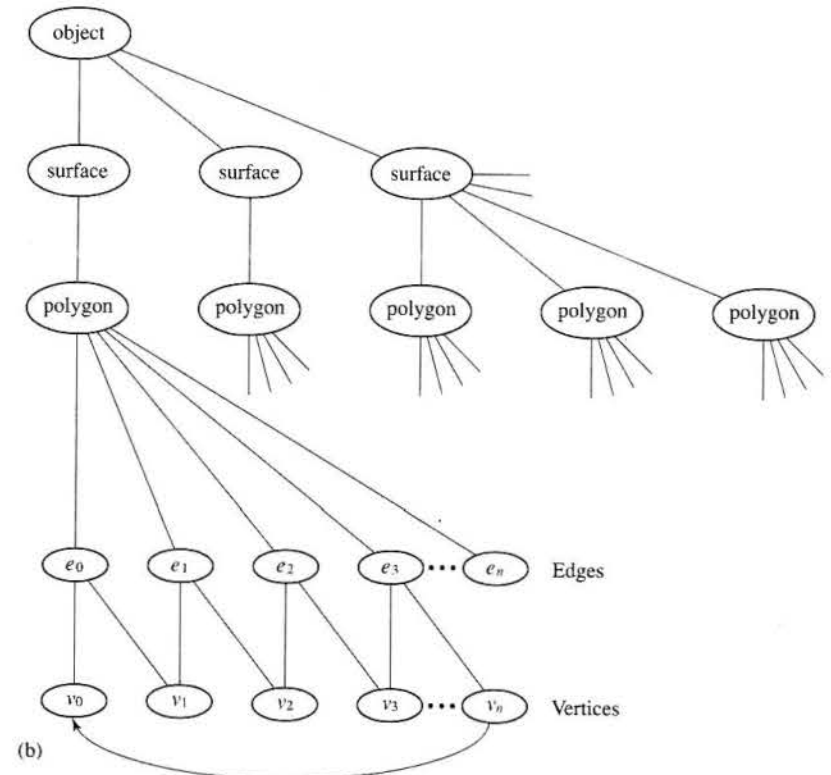 object
surface surface surface
polygon polygon polygon polygon polygon
e0 e1 e2 e3 ••• en Edges
v0 v1 v2 v3 ••• vn Vertices
(b)